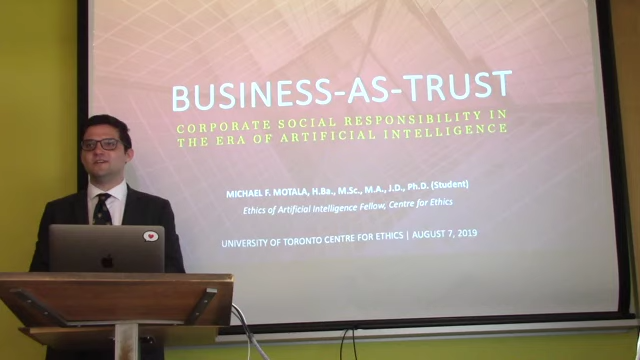 BUSINESS-AS-TRUST
CORPORATE SOCIAL RESPONSIBILITY IN
THE ERA OF ARTIFICIAL INTELLIGENCE
MICHAEL F. MOTALA, H.Ba., M.Sc., M.A., J.D., Ph.D. (Student)
Ethics of Artificial Intelligence Fellow, Centre for Ethics
UNIVERSITY OF TORONTO CENTRE FOR ETHICS | AUGUST 7, 2019